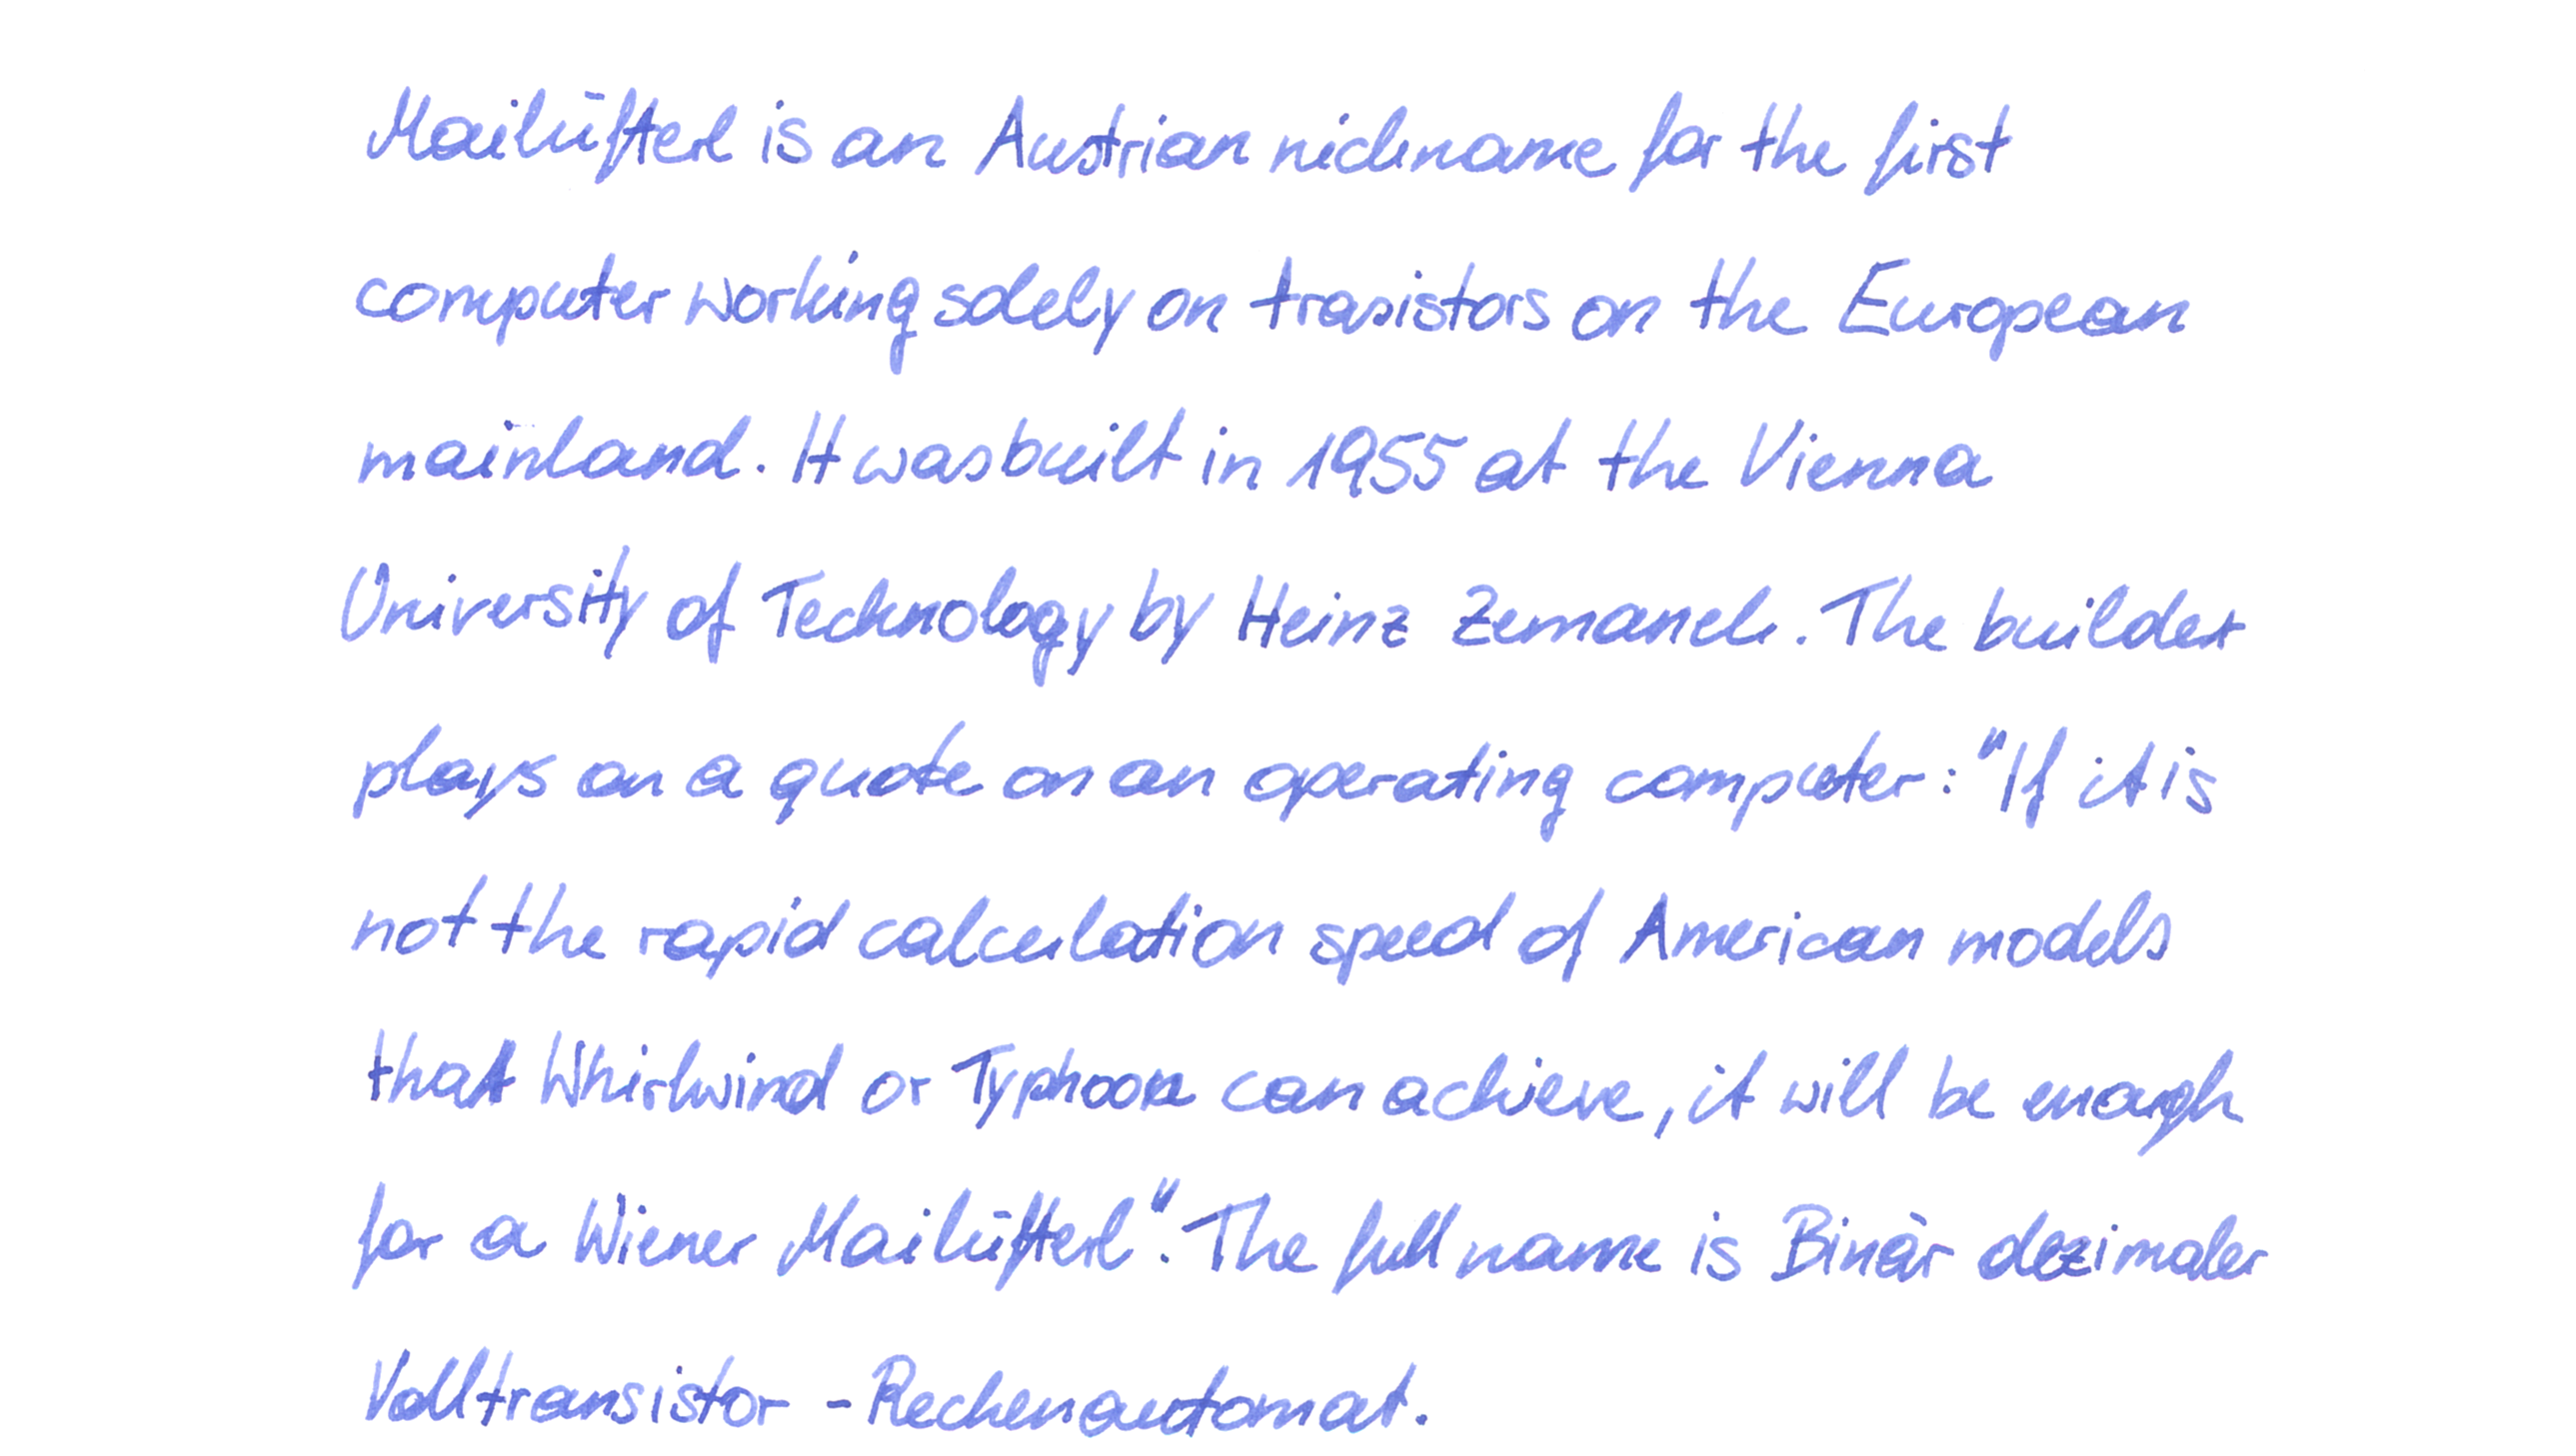 Mailüfterl is an Austrian nickname for the first
computer working solely on trasistors on the European
mainland. It was built in 1955 at the Vienna
University of Technology by Heinz Zemanek. The builder
plays on a quote on an operating computer: "If it is
not the rapid calculation speed of American models
that Whirlwind or Typhoon can achieve, it will be enough
for a Wiener Mailüfterl". The full name is Binär dezimaler
Volltransistor - Rechenautomat.